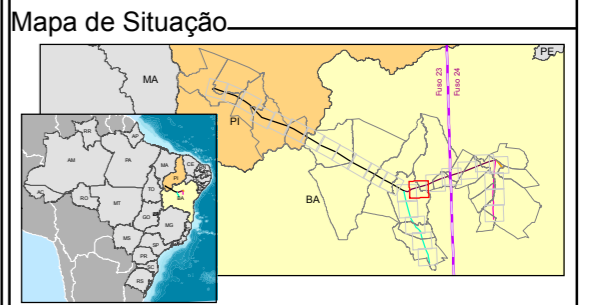 Mapa de Situação
MA
PI
BA
PE
Fuso 23
Fuso 24
RR
AP
AM
PA
MA
CE
PI
AC
RO
TO
BA
MT
GO
MG
MS
SP
PR
SC
RS